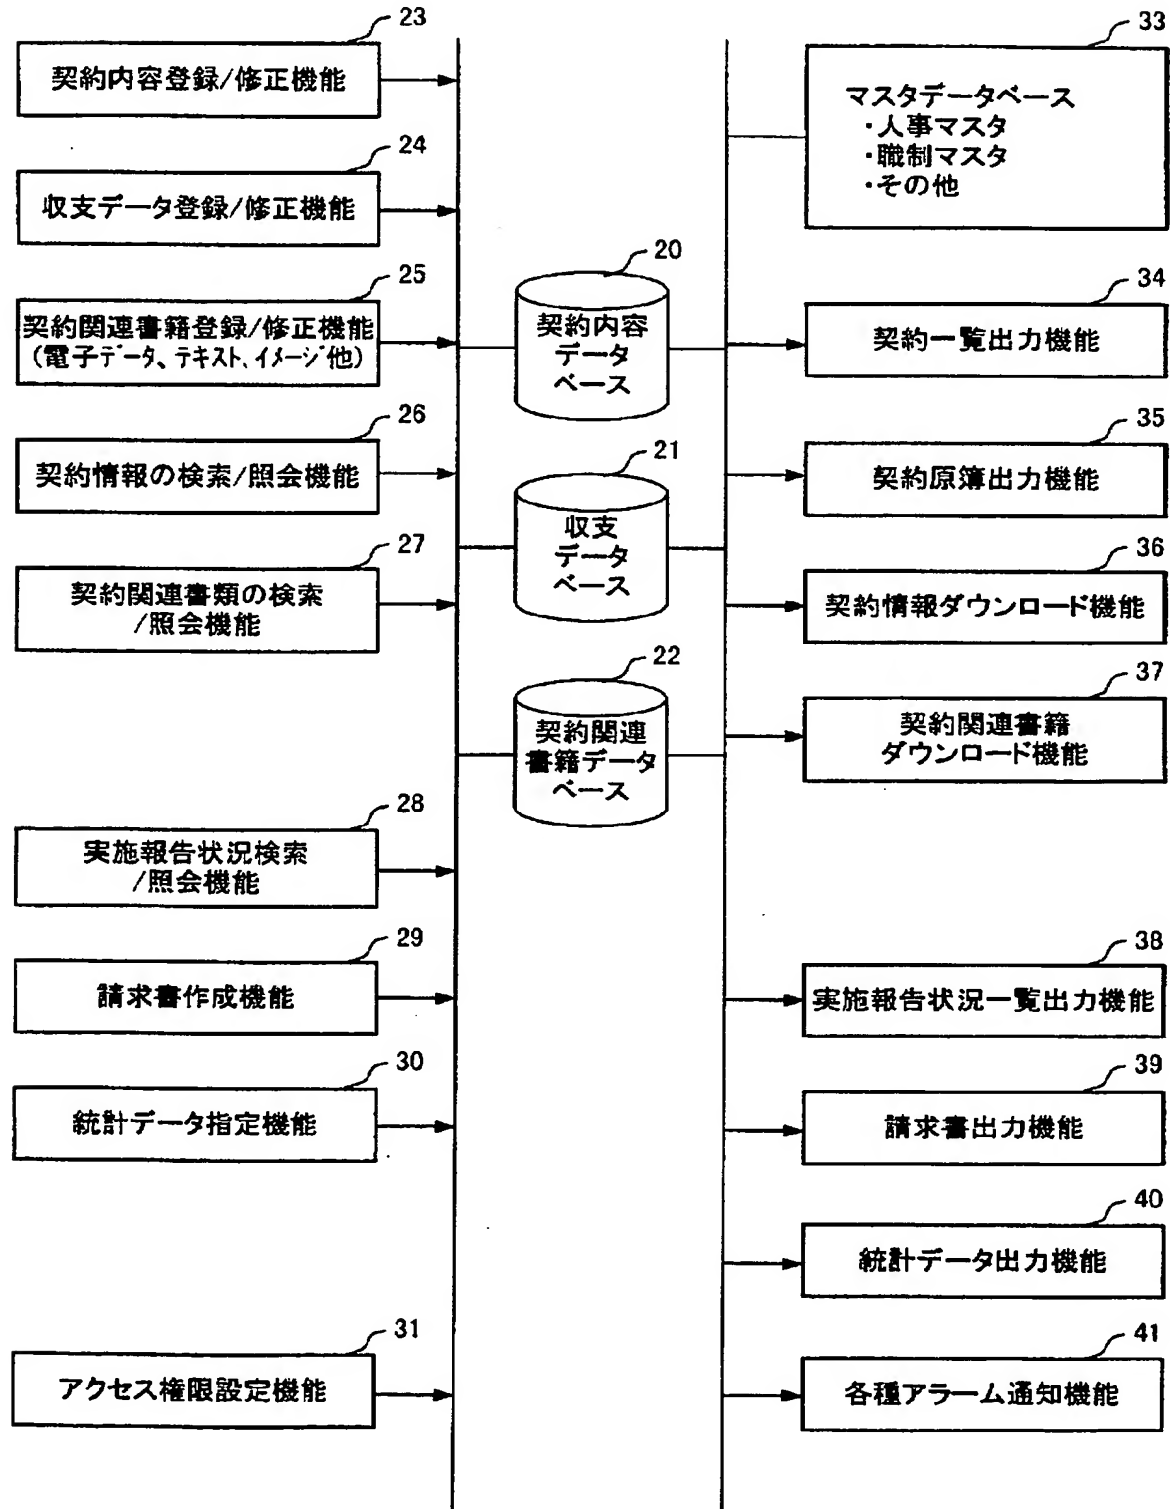 23
契約内容登録/修正機能
24
収支データ登録/修正機能
25
契約関連書籍登録/修正機能
(電子データ、テキスト、イメージ他)
26
契約情報の検索/照会機能
27
契約関連書類の検索
/照会機能
28
実施報告状況検索
/照会機能
29
請求書作成機能
30
統計データ指定機能
31
アクセス権限設定機能
20
契約内容
データ
ベース
21
収支
データ
ベース
22
契約関連
書籍データ
ベース
33
マスタデータベース
・人事マスタ
・職制マスタ
・その他
34
契約一覧出力機能
35
契約原簿出力機能
36
契約情報ダウンロード機能
37
契約関連書籍
ダウンロード機能
38
実施報告状況一覧出力機能
39
請求書出力機能
40
統計データ出力機能
41
各種アラーム通知機能